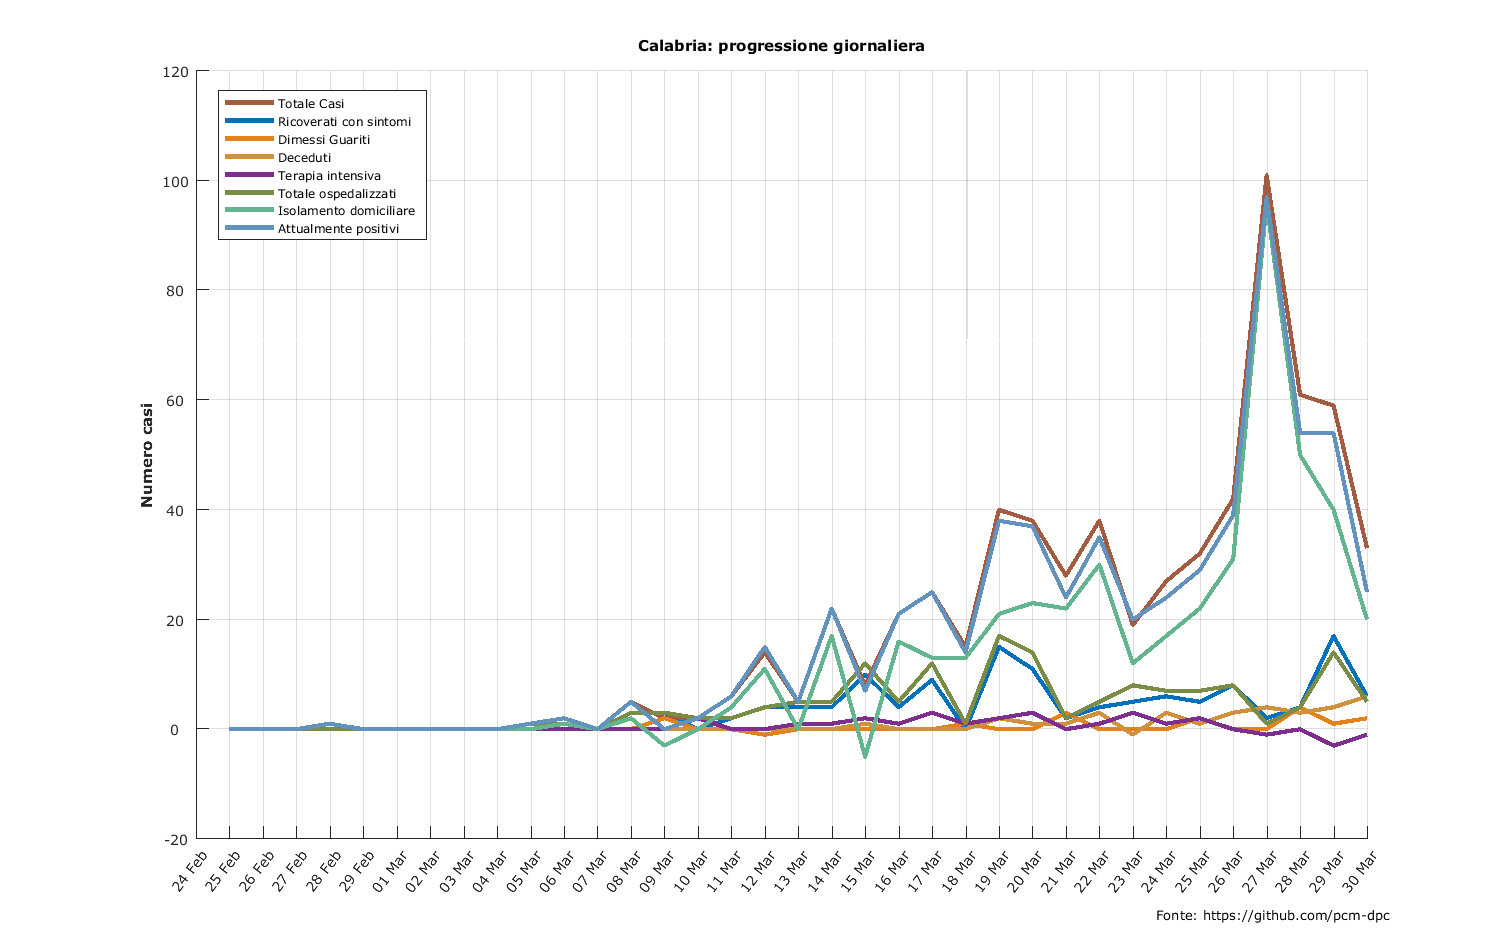 Calabria: progressione giornaliera
120
100
80
60
40
20
0
-20
Numero casi
Totale Casi
Ricoverati con sintomi
Dimessi Guariti
Deceduti
Terapia intensiva
Totale ospedalizzati
Isolamento domiciliare
Attualmente positivi
24 Feb
25 Feb
26 Feb
27 Feb
28 Feb
29 Feb
01 Mar
02 Mar
03 Mar
04 Mar
05 Mar
06 Mar
07 Mar
08 Mar
09 Mar
10 Mar
11 Mar
12 Mar
13 Mar
14 Mar
15 Mar
16 Mar
17 Mar
18 Mar
19 Mar
20 Mar
21 Mar
22 Mar
23 Mar
24 Mar
25 Mar
26 Mar
27 Mar
28 Mar
29 Mar
30 Mar
Fonte: https://github.com/pcm-dpc